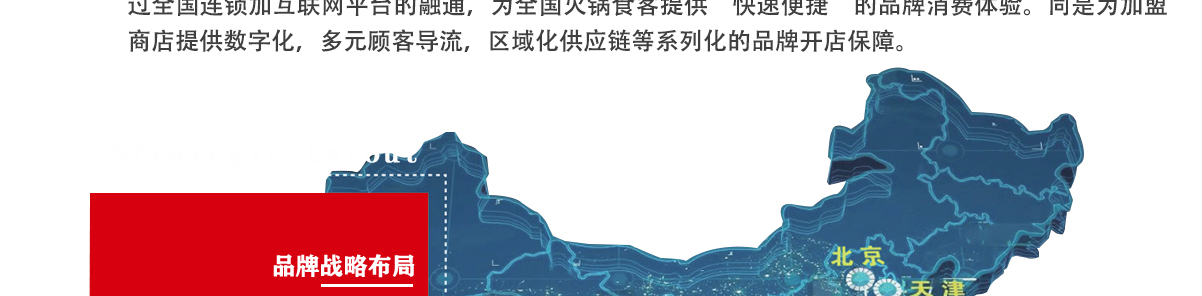 过全国连锁加互联网平台的融通，为全国火锅食客提供“快速便捷”的品牌消费体验。同是为加盟
商店提供数字化，多元顾客导流，区域化供应链等系列化的品牌开店保障。
out
品牌战略布局
北京
天津